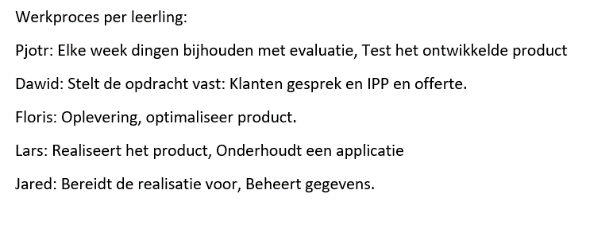 Werkproces per leerling:
Pjotr: Elke week dingen bijhouden met evaluatie, Test het ontwikkelde product
Dawid: Stelt de opdracht vast: Klanten gesprek en IPP en offerte.
Floris: Oplevering, optimaliseer product.
Lars: Realiseert het product, Onderhoudt een applicatie
Jared: Bereidt de realisatie voor, Beheert gegevens.